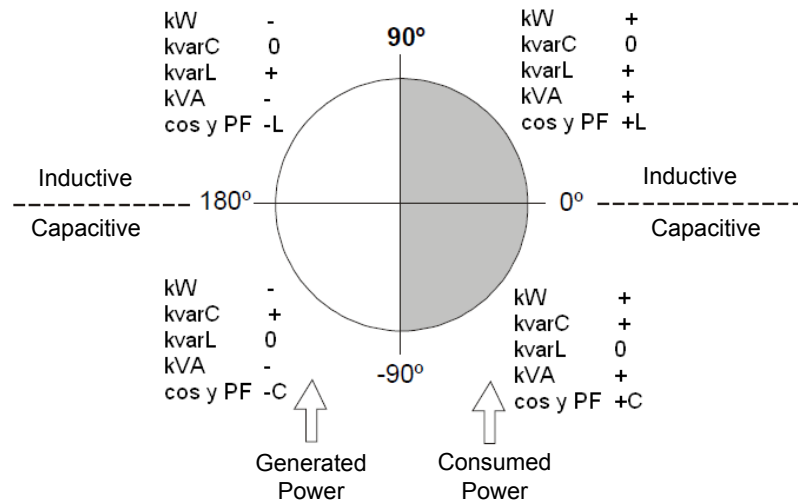 kW -
kvarC 0
kvarL +
kVA -
cos y PF -L
90º
kW +
kvarC 0
kvarL +
kVA +
cos y PF +L
Inductive
Capacitive
180º
0º
Inductive
Capacitive
kW -
kvarC +
kvarL 0
kVA -
cos y PF -C
-90º
kW +
kvarC +
kvarL 0
kVA +
cos y PF +C
Generated
Power
Consumed
Power